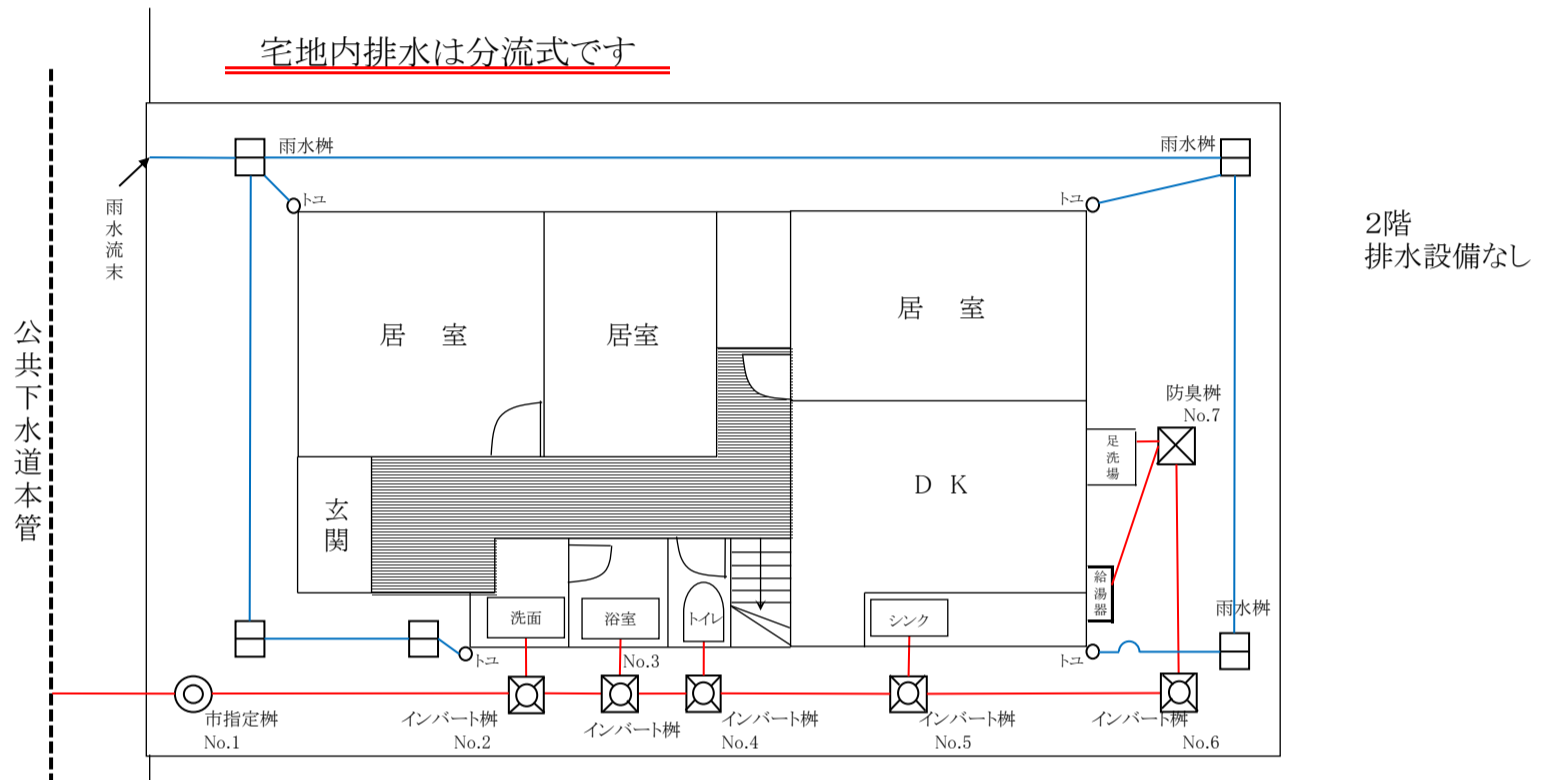 宅地内排水は分流式です
雨水桝
雨水桝
トユ
トユ
雨水流末
2階
排水設備なし
居 室
居室
居 室
公共下水道本管
防臭桝
No.7
足洗場
D K
玄関
給湯器
雨水桝
洗面
浴室
トイレ
シンク
トユ
トユ
No.3
市指定桝
No.1
インバート桝
No.2
インバート桝
インバート桝
No.4
インバート桝
No.5
インバート桝
No.6